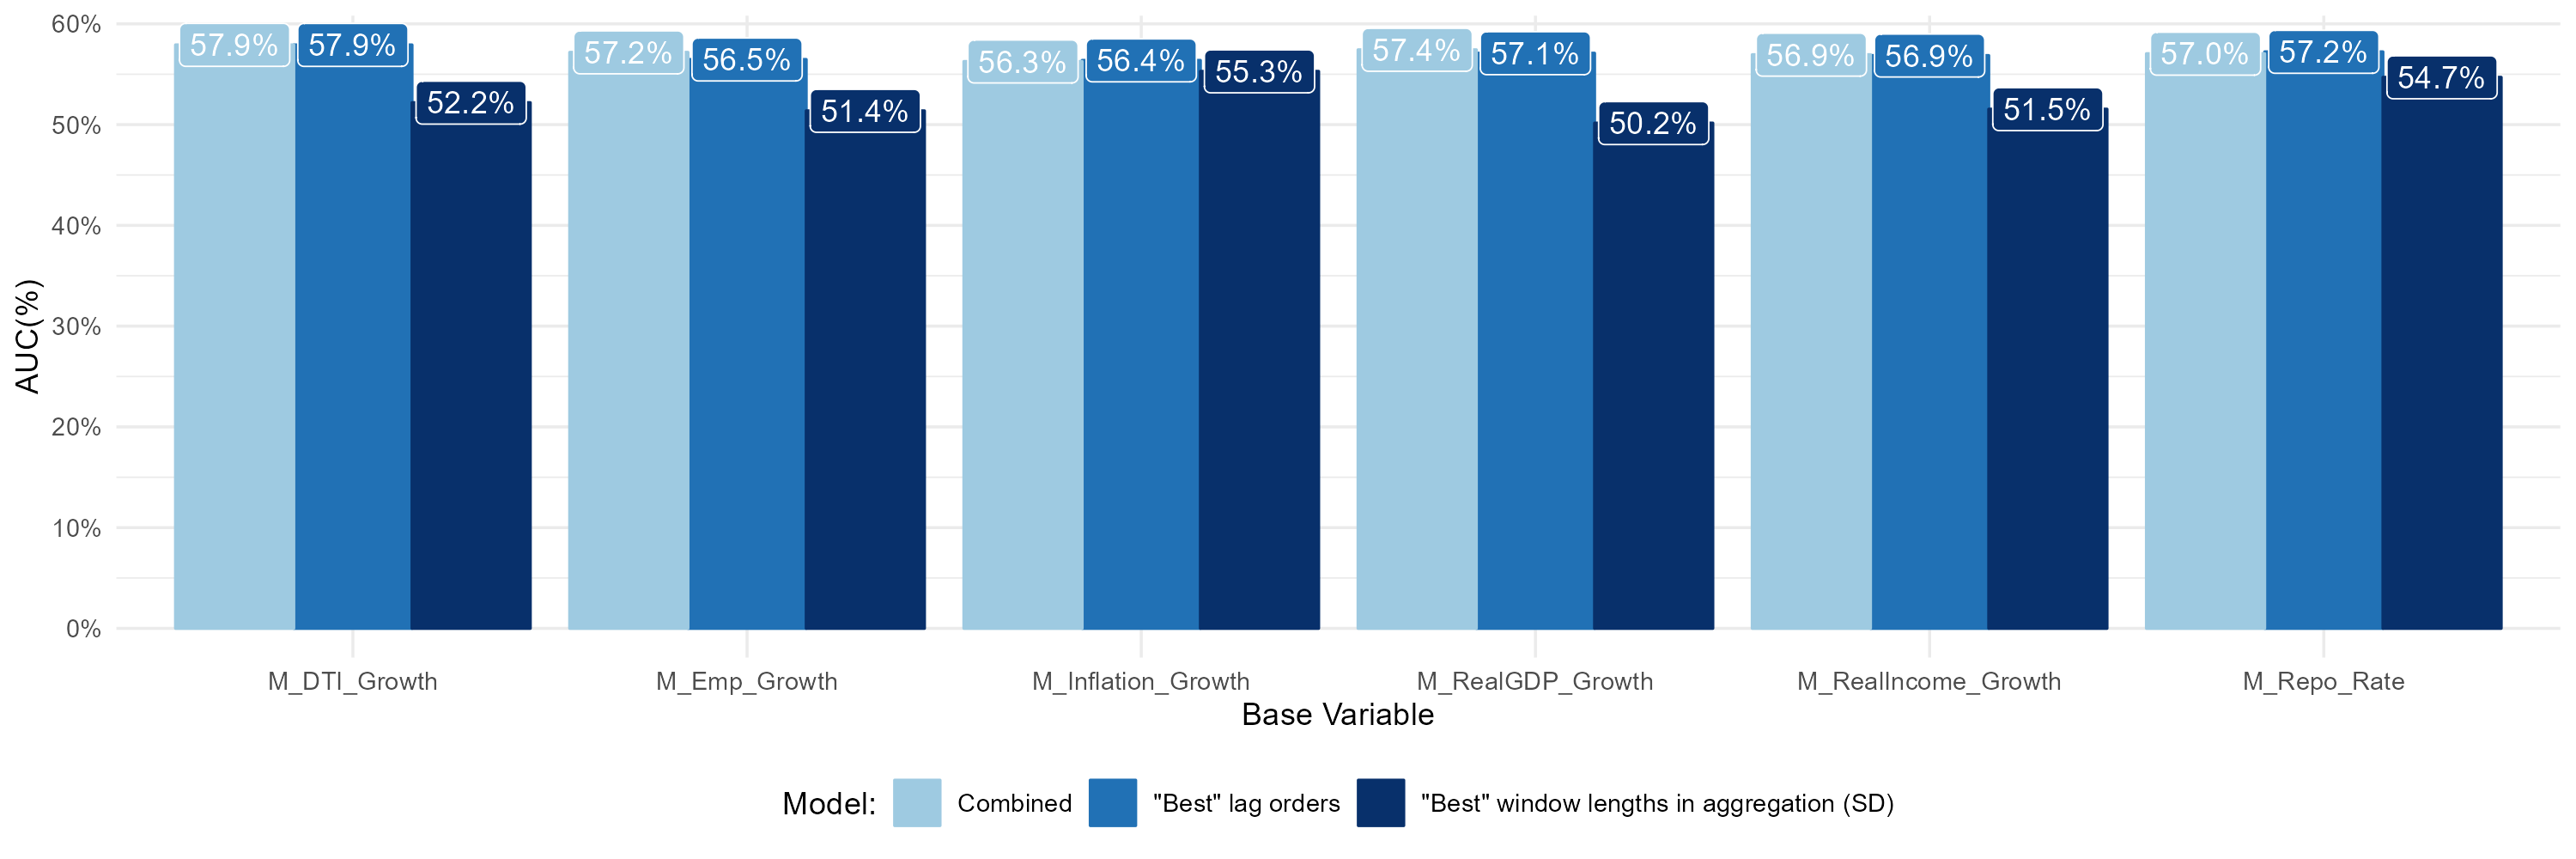 60%
50%
40%
30%
20%
10%
0%
AUC(%)
57.9%
57.9%
52.2%
57.2%
56.5%
51.4%
56.3%
56.4%
55.3%
57.4%
57.1%
50.2%
56.9%
56.9%
51.5%
57.0%
57.2%
54.7%
M_DTI_Growth
M_Emp_Growth
M_Inflation_Growth
M_RealGDP_Growth
M_RealIncome_Growth
M_Repo_Rate
Base Variable
Model: Combined "Best" lag orders "Best" window lengths in aggregation (SD)